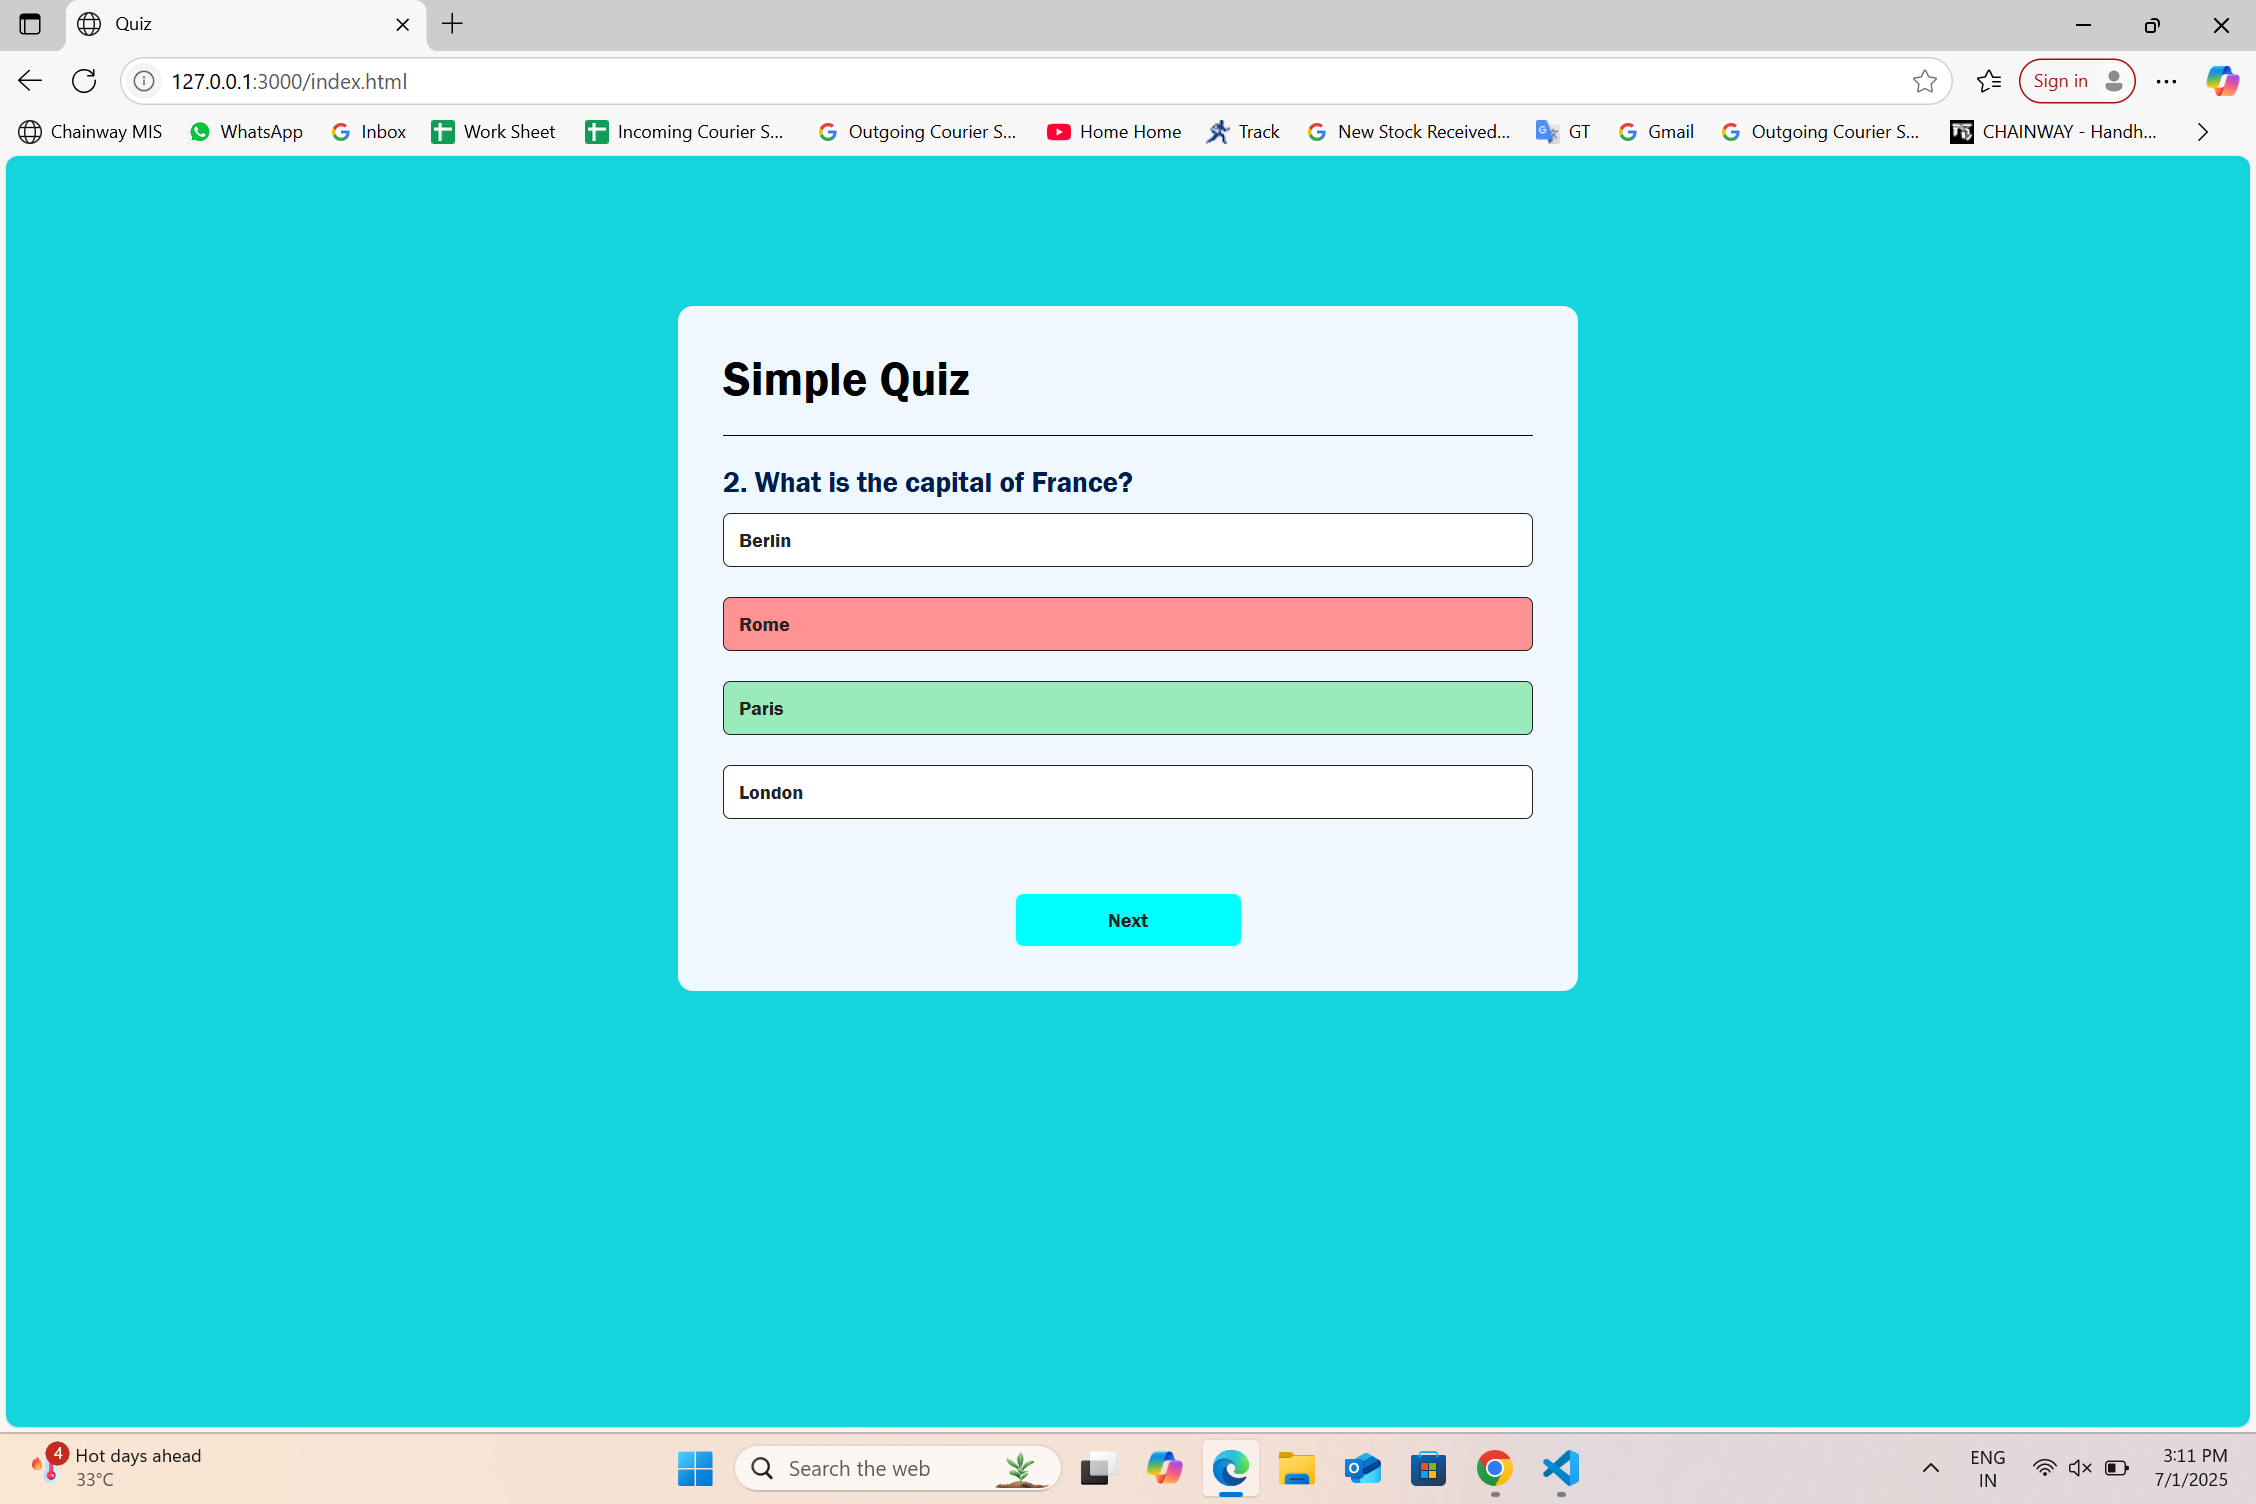 Quiz
127.0.0.1:3000/index.html
Sign in
Chainway MIS
WhatsApp
Inbox
Work Sheet
Incoming Courier S...
Outgoing Courier S...
Home Home
Track
New Stock Received...
GT
Gmail
Outgoing Courier S...
CHAINWAY - Handh...
Simple Quiz
2. What is the capital of France?
Berlin
Rome
Paris
London
Next
4
Hot days ahead
33°C
Search the web
ENG
IN
3:11 PM
7/1/2025